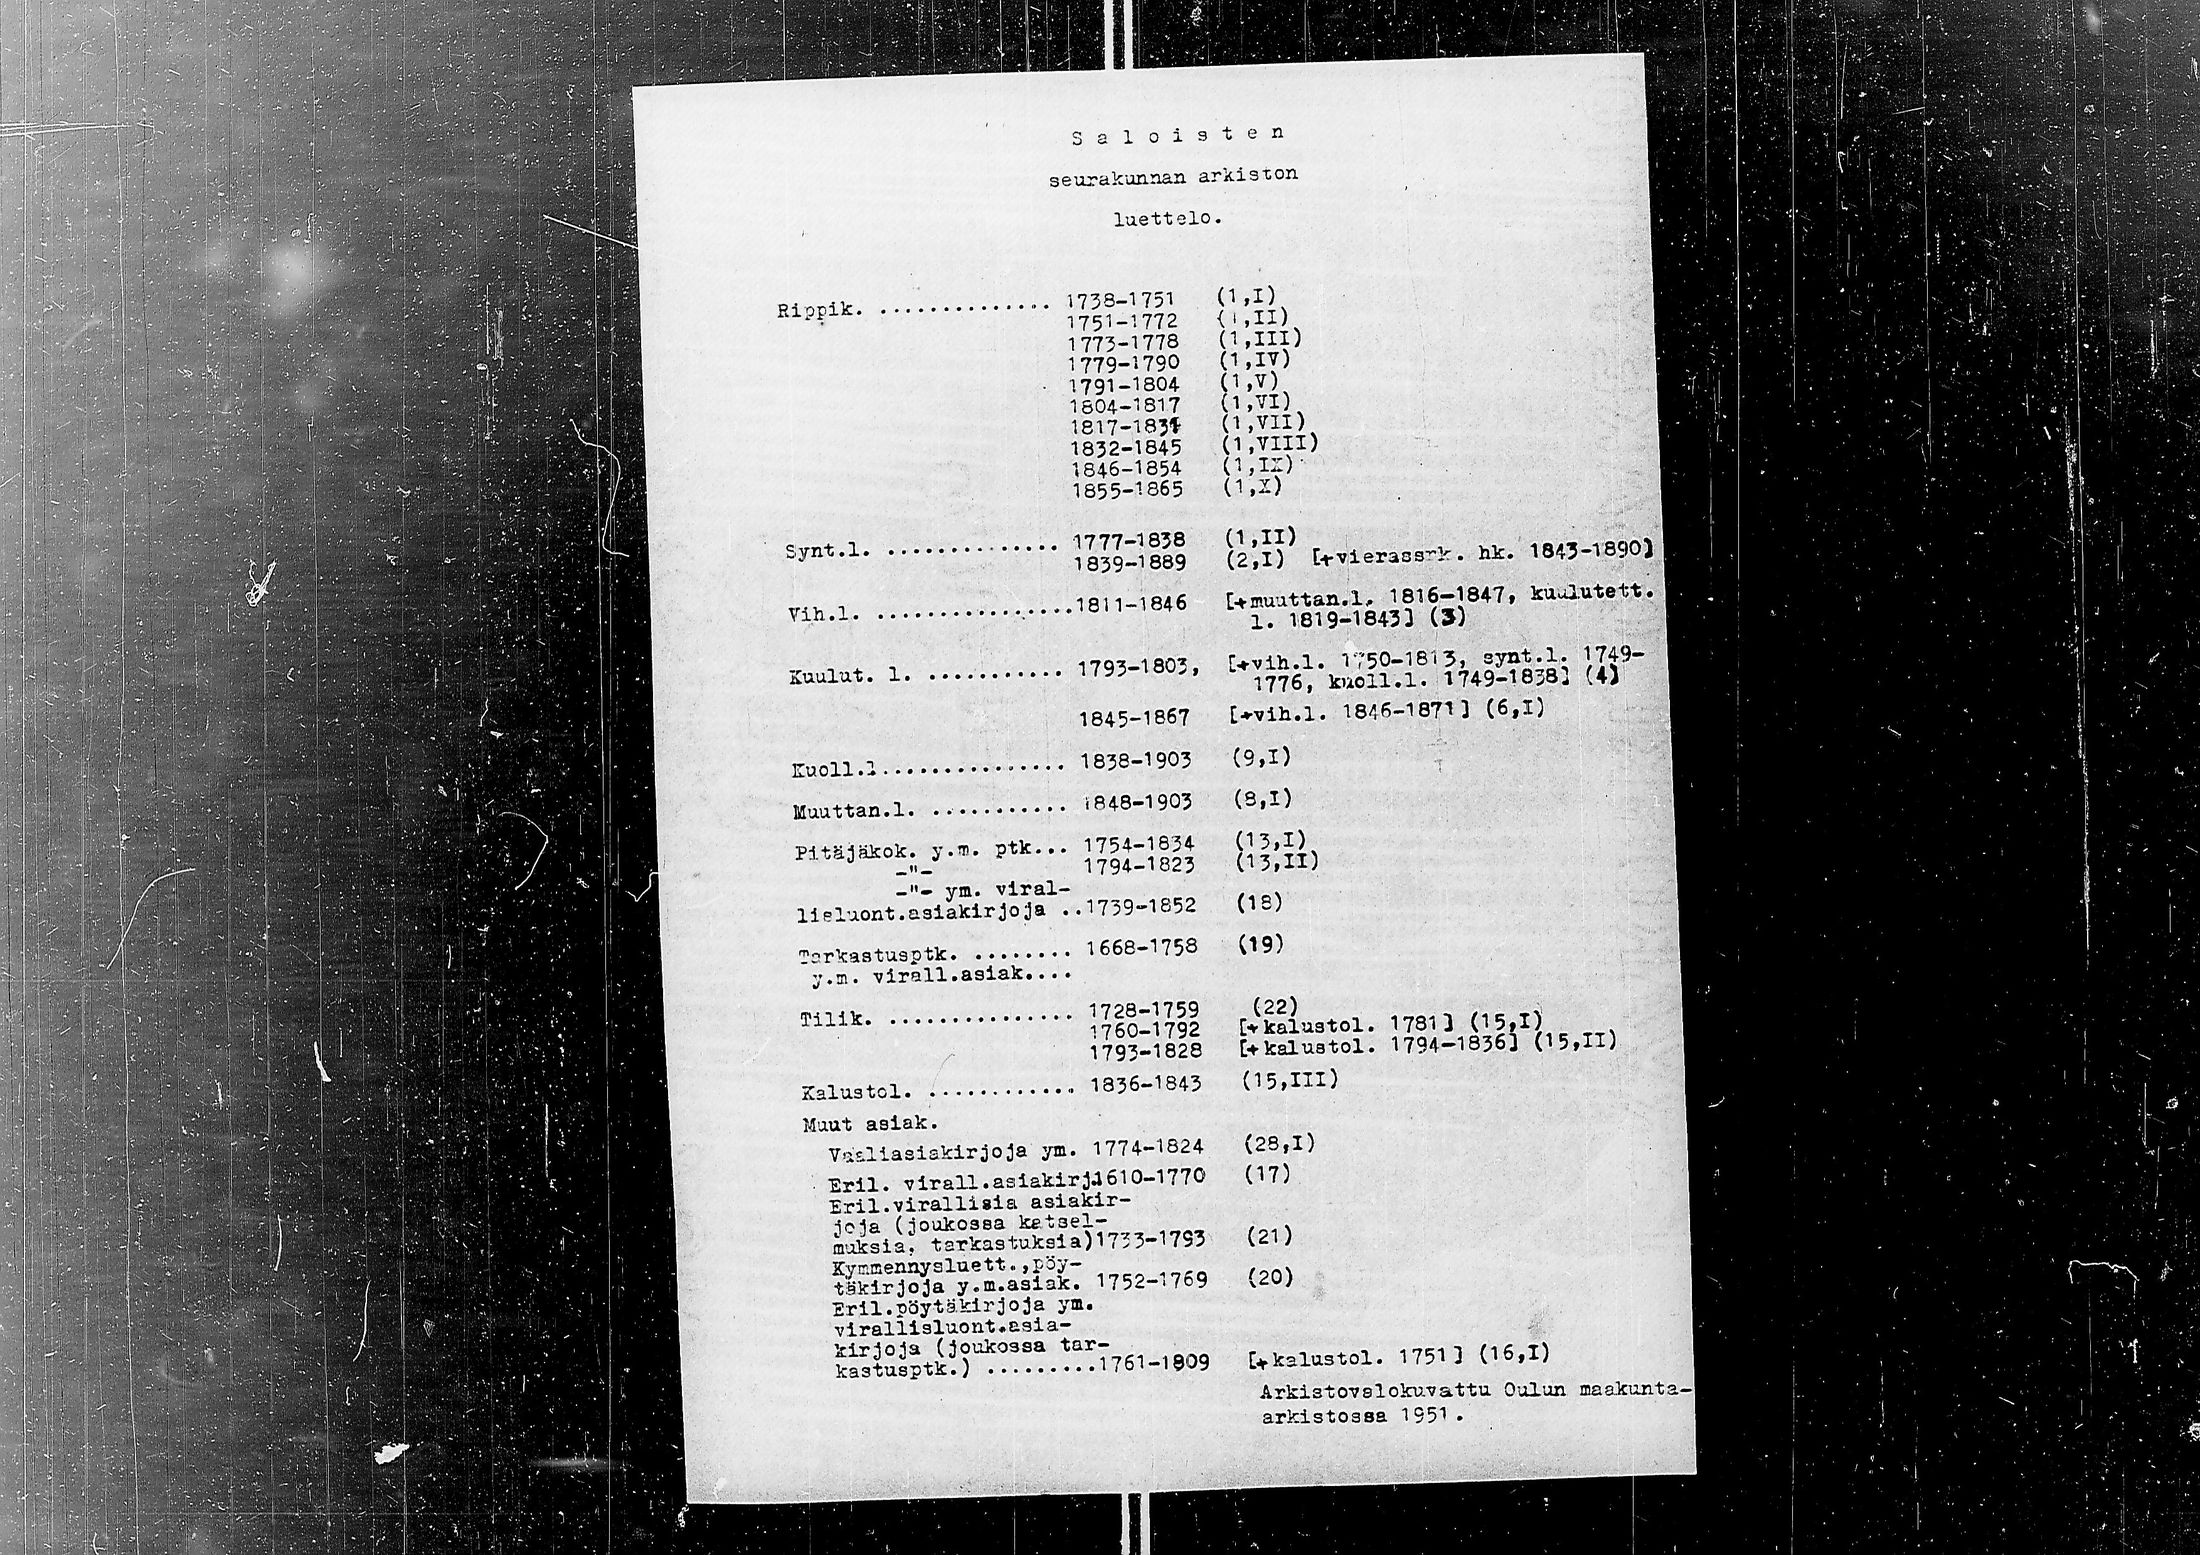 S a l o i s t e n
seurakunnan arkiston
luettelo.
Rippik. ............... 1738-1751 (1,I)
1751-1772 (1,II)
1773-1778 (1,III)
1779-1790 (1,IV)
1791-1804 (1,V)
1804-1817 (1,VI)
1817-1831 (1,VII)
1832-1845 (1,VIII)
1846-1854 (1,IX)
1855-1865 (1,X)
Synt.l. .............. 1777-1838 (1,II)
1839-1889 (2,I) [+vierassrk. hk. 1843-1890]
Vih.l. .................1811-1846 [+muuttan.l. 1816-1847, kuulutett.
l. 1819-1843] (3)
Kuulut. l. ........... 1793-1803, [+vih.l. 1750-1813, synt.l. 1749-
1776, kuoll.l. 1749-1838] (4)
1845-1867 [+vih.l. 1846-1871] (6,I)
Kuoll.l............... 1838-1903 (9,I)
Muuttan.l. ........... 1848-1903 (8,I)
Pitäjäkok. y.m. ptk... 1754-1834 (13,I)
-"- 1794-1823 (13,II)
-"- ym. viral-
lisluont.asiakirjoja ..1739-1852 (18)
Tarkastusptk. ........ 1668-1758 (19)
y.m. virall.asiak....
Tilik. ............... 1728-1759 (22)
1760-1792 [+kalustol. 1781] (15,I)
1793-1828 [+kalustol. 1794-1836] (15,II)
Kalustol. ............ 1836-1843 (15,III)
Muut asiak.
Vaaliasiakirjoja ym. 1774-1824 (28,I)
Eril. virall.asiakirj.1610-1770 (17)
Eril.virallisia asiakir-
joja (joukossa katsel-
muksia, tarkastuksia)1733-1793 (21)
Kymmennysluett.,pöy-
täkirjoja y.m.asiak. 1752-1769 (20)
Eril.pöytäkirjoja ym.
virallisluont.asia-
kirjoja (joukossa tar-
kastusptk.) .........1761-1809 [+kalustol. 1751] (16,I)
Arkistovalokuvattu Oulun maakunta-
arkistossa 1951.